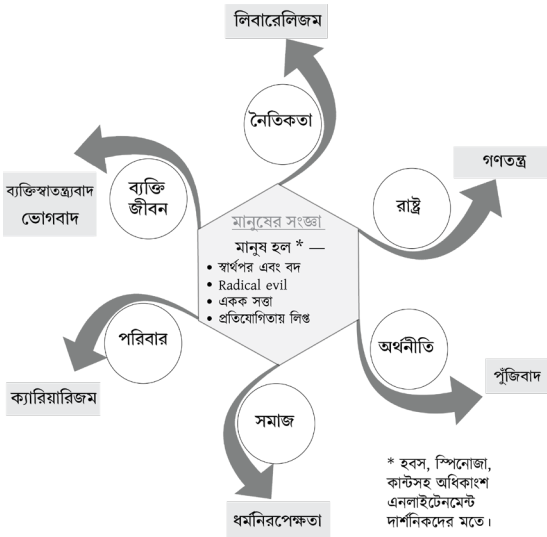 লিবারেলিজম
নৈতিকতা
গণতন্ত্র
রাষ্ট্র
ব্যক্তিস্বাতন্ত্র্যবাদ
ভোগবাদ
ব্যক্তি
জীবন
মানুষের সংজ্ঞা
মানুষ হল * —
• স্বার্থপর এবং বদ
• Radical evil
• একক সত্তা
• প্রতিযোগিতায় লিপ্ত
পরিবার
ক্যারিয়ারিজম
অর্থনীতি
পুঁজিবাদ
সমাজ
ধর্মনিরপেক্ষতা
* হবস, স্পিনোজা,
কান্টসহ অধিকাংশ
এনলাইটেনমেন্ট
দার্শনিকদের মতে।